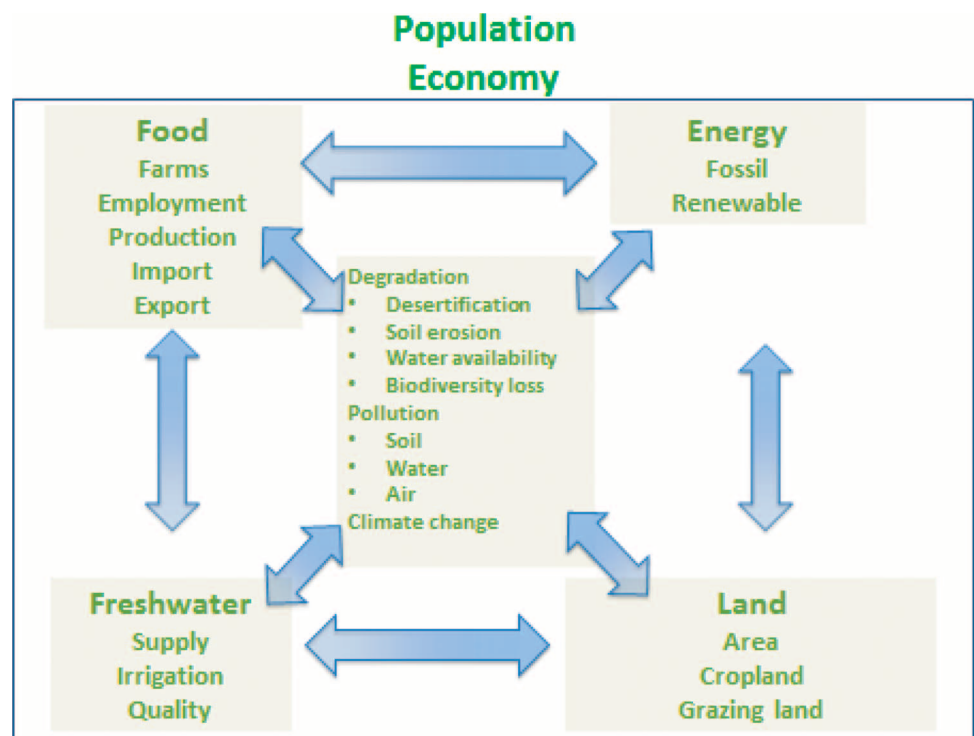 Population
Economy
Food
Farms
Employment
Production
Import
Export
Energy
Fossil
Renewable
Degradation
• Desertification
• Soil erosion
• Water availability
• Biodiversity loss
Pollution
• Soil
• Water
• Air
Climate change
Freshwater
Supply
Irrigation
Quality
Land
Area
Cropland
Grazing land